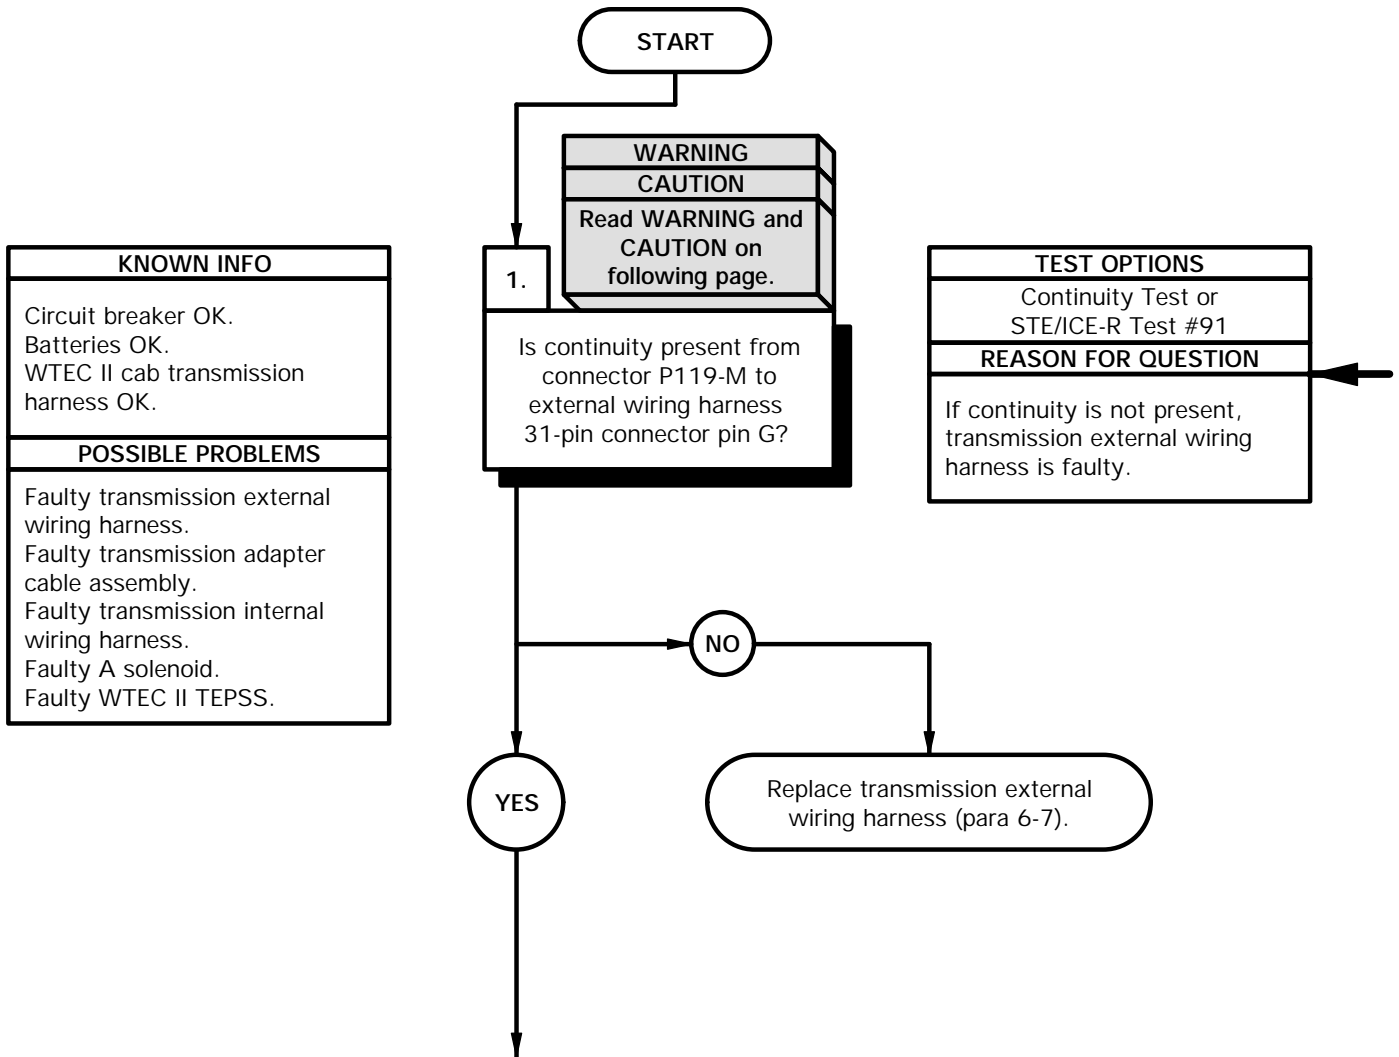 START
WARNING
CAUTION
Read WARNING and
CAUTION on
following page.
1.
Is continuity present from
connector P119-M to
external wiring harness
31-pin connector pin G?
KNOWN INFO
Circuit breaker OK.
Batteries OK.
WTEC II cab transmission
harness OK.
POSSIBLE PROBLEMS
Faulty transmission external
wiring harness.
Faulty transmission adapter
cable assembly.
Faulty transmission internal
wiring harness.
Faulty A solenoid.
Faulty WTEC II TEPSS.
TEST OPTIONS
Continuity Test or
STE/ICE-R Test #91
REASON FOR QUESTION
If continuity is not present,
transmission external wiring
harness is faulty.
NO
YES
Replace transmission external
wiring harness (para 6-7).